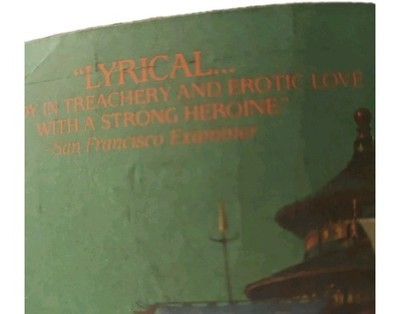 "LYRICAL...
IN TREACHERY AND EROTIC LOVE
WITH A STRONG HEROINE"
-San Francisco Examiner